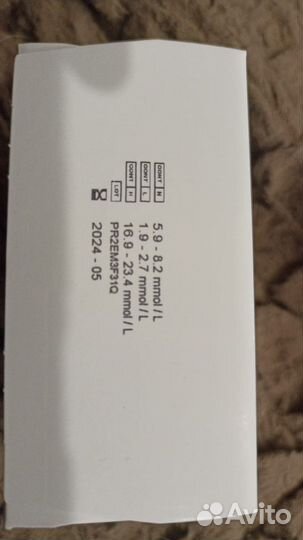 CONT N 5.9 - 8.2 mmol / L
CONT L 1.9 - 2.7 mmol / L
CONT H 16.9 - 23.4 mmol / L
LOT PR2EM3F31Q
2024 - 05
Avito